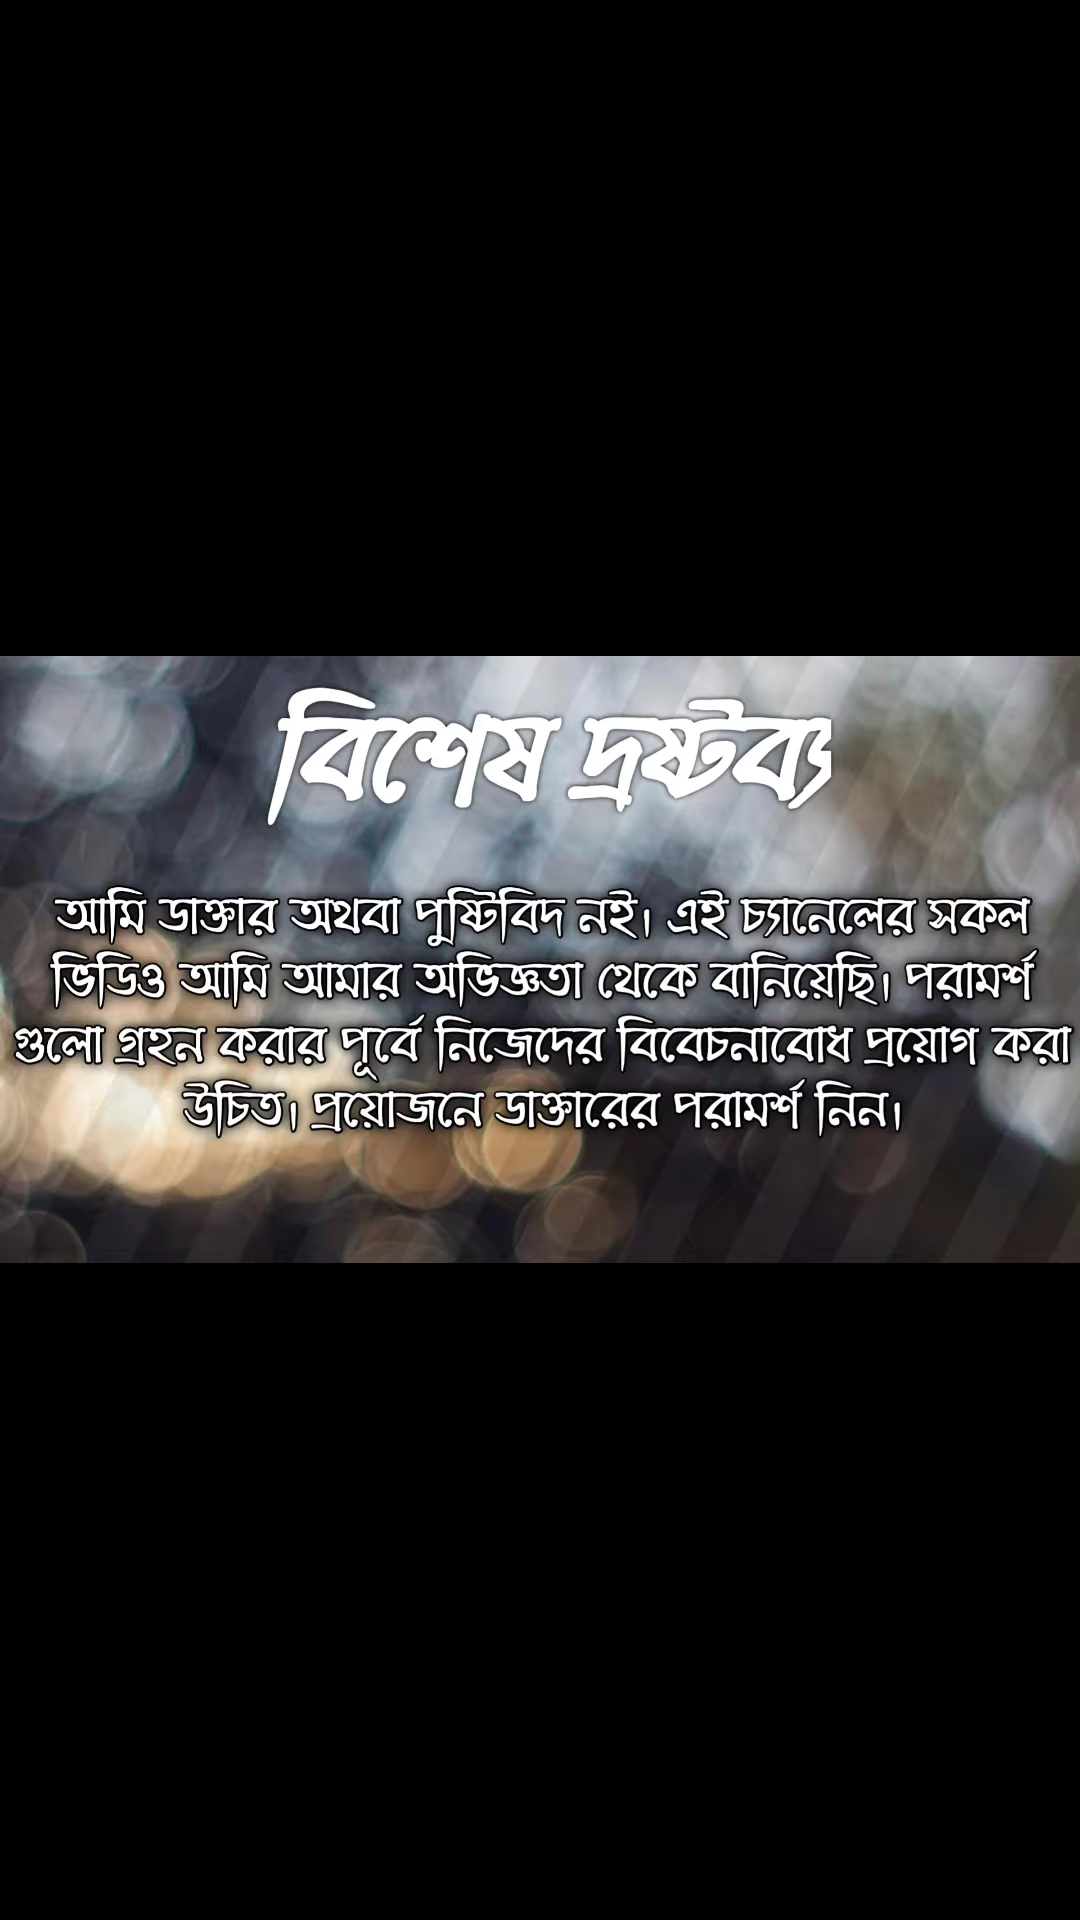 বিশেষ দ্রষ্টব্য
আমি ডাক্তার অথবা পুষ্টিবিদ নই। এই চ্যানেলের সকল
ভিডিও আমি আমার অভিজ্ঞতা থেকে বানিয়েছি। পরামর্শ
গুলো গ্রহন করার পূর্বে নিজেদের বিবেচনাবোধ প্রয়োগ করা
উচিত। প্রয়োজনে ডাক্তারের পরামর্শ নিন।